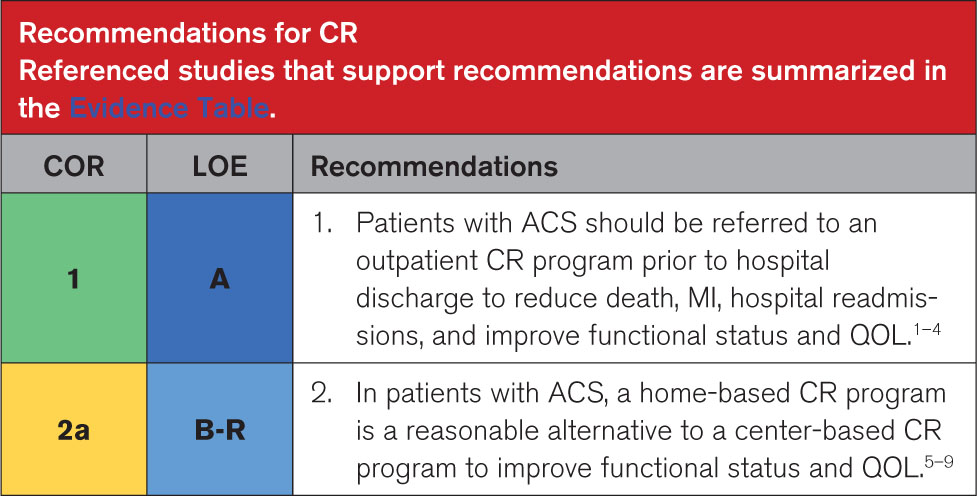 Recommendations for CR
Referenced studies that support recommendations are summarized in
the Evidence Table.
COR LOE Recommendations
1 A
1. Patients with ACS should be referred to an
outpatient CR program prior to hospital
discharge to reduce death, MI, hospital readmis-
sions, and improve functional status and QOL.1–4
2a B-R
2. In patients with ACS, a home-based CR program
is a reasonable alternative to a center-based CR
program to improve functional status and QOL.5–9